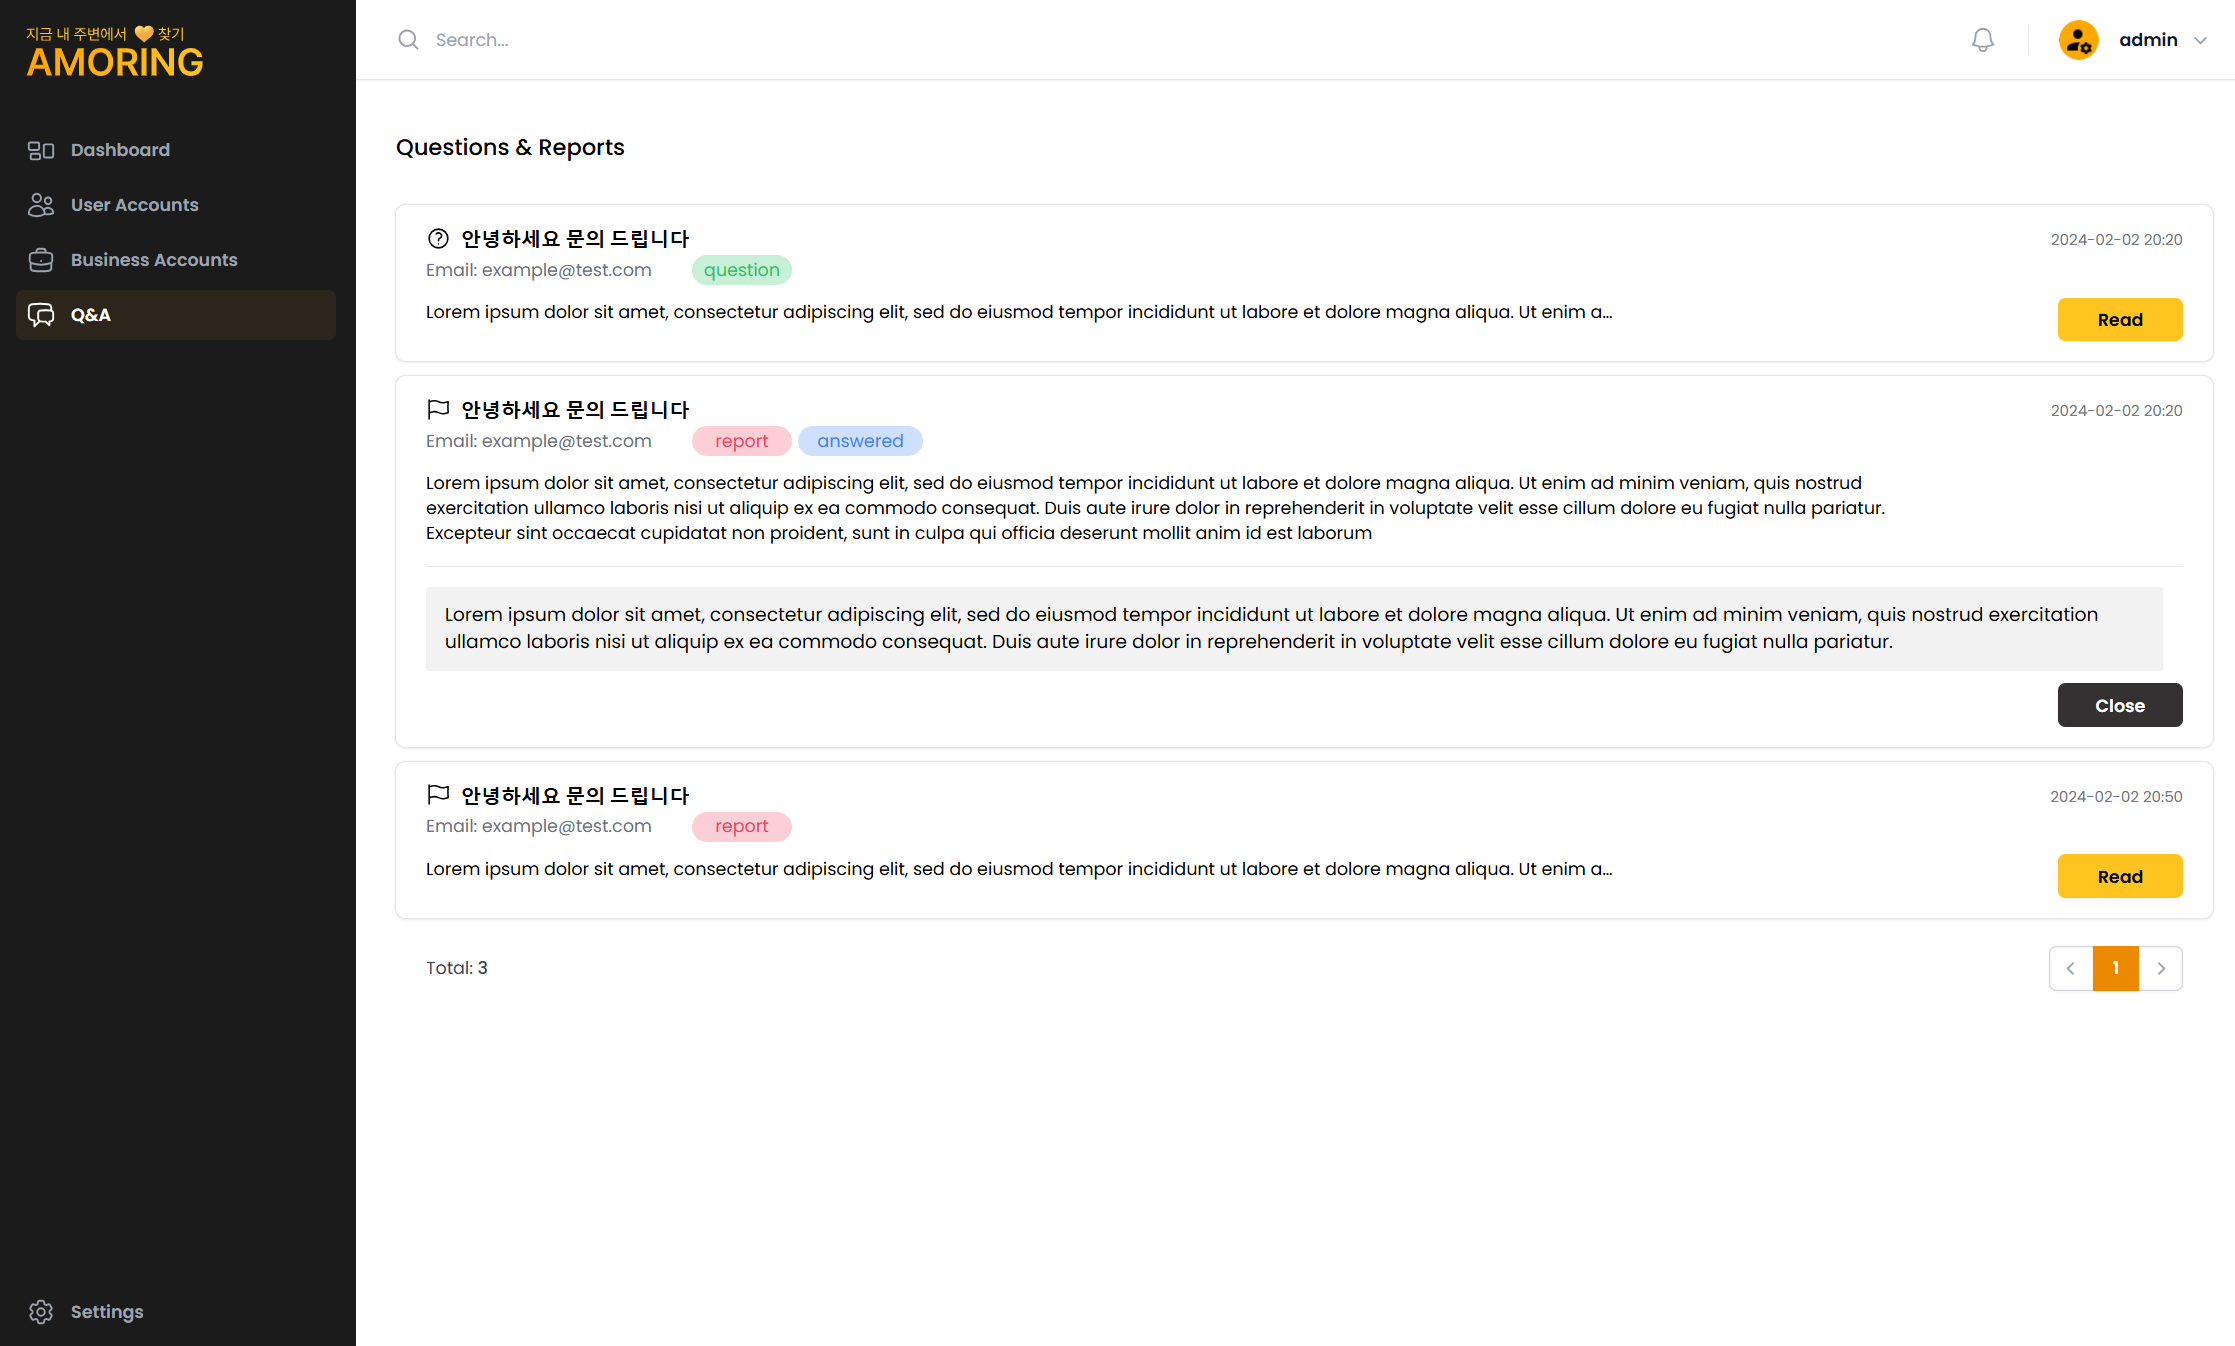 지금 내 주변에서 🧡 찾기
AMORING
Dashboard
User Accounts
Business Accounts
Q&A
Settings
Search...
admin
Questions & Reports
안녕하세요 문의 드립니다
2024-02-02 20:20
Email: example@test.com question
Lorem ipsum dolor sit amet, consectetur adipiscing elit, sed do eiusmod tempor incididunt ut labore et dolore magna aliqua. Ut enim a...
Read
안녕하세요 문의 드립니다
2024-02-02 20:20
Email: example@test.com report answered
Lorem ipsum dolor sit amet, consectetur adipiscing elit, sed do eiusmod tempor incididunt ut labore et dolore magna aliqua. Ut enim ad minim veniam, quis nostrud
exercitation ullamco laboris nisi ut aliquip ex ea commodo consequat. Duis aute irure dolor in reprehenderit in voluptate velit esse cillum dolore eu fugiat nulla pariatur.
Excepteur sint occaecat cupidatat non proident, sunt in culpa qui officia deserunt mollit anim id est laborum
Lorem ipsum dolor sit amet, consectetur adipiscing elit, sed do eiusmod tempor incididunt ut labore et dolore magna aliqua. Ut enim ad minim veniam, quis nostrud exercitation
ullamco laboris nisi ut aliquip ex ea commodo consequat. Duis aute irure dolor in reprehenderit in voluptate velit esse cillum dolore eu fugiat nulla pariatur.
Close
안녕하세요 문의 드립니다
2024-02-02 20:50
Email: example@test.com report
Lorem ipsum dolor sit amet, consectetur adipiscing elit, sed do eiusmod tempor incididunt ut labore et dolore magna aliqua. Ut enim a...
Read
Total: 3
1